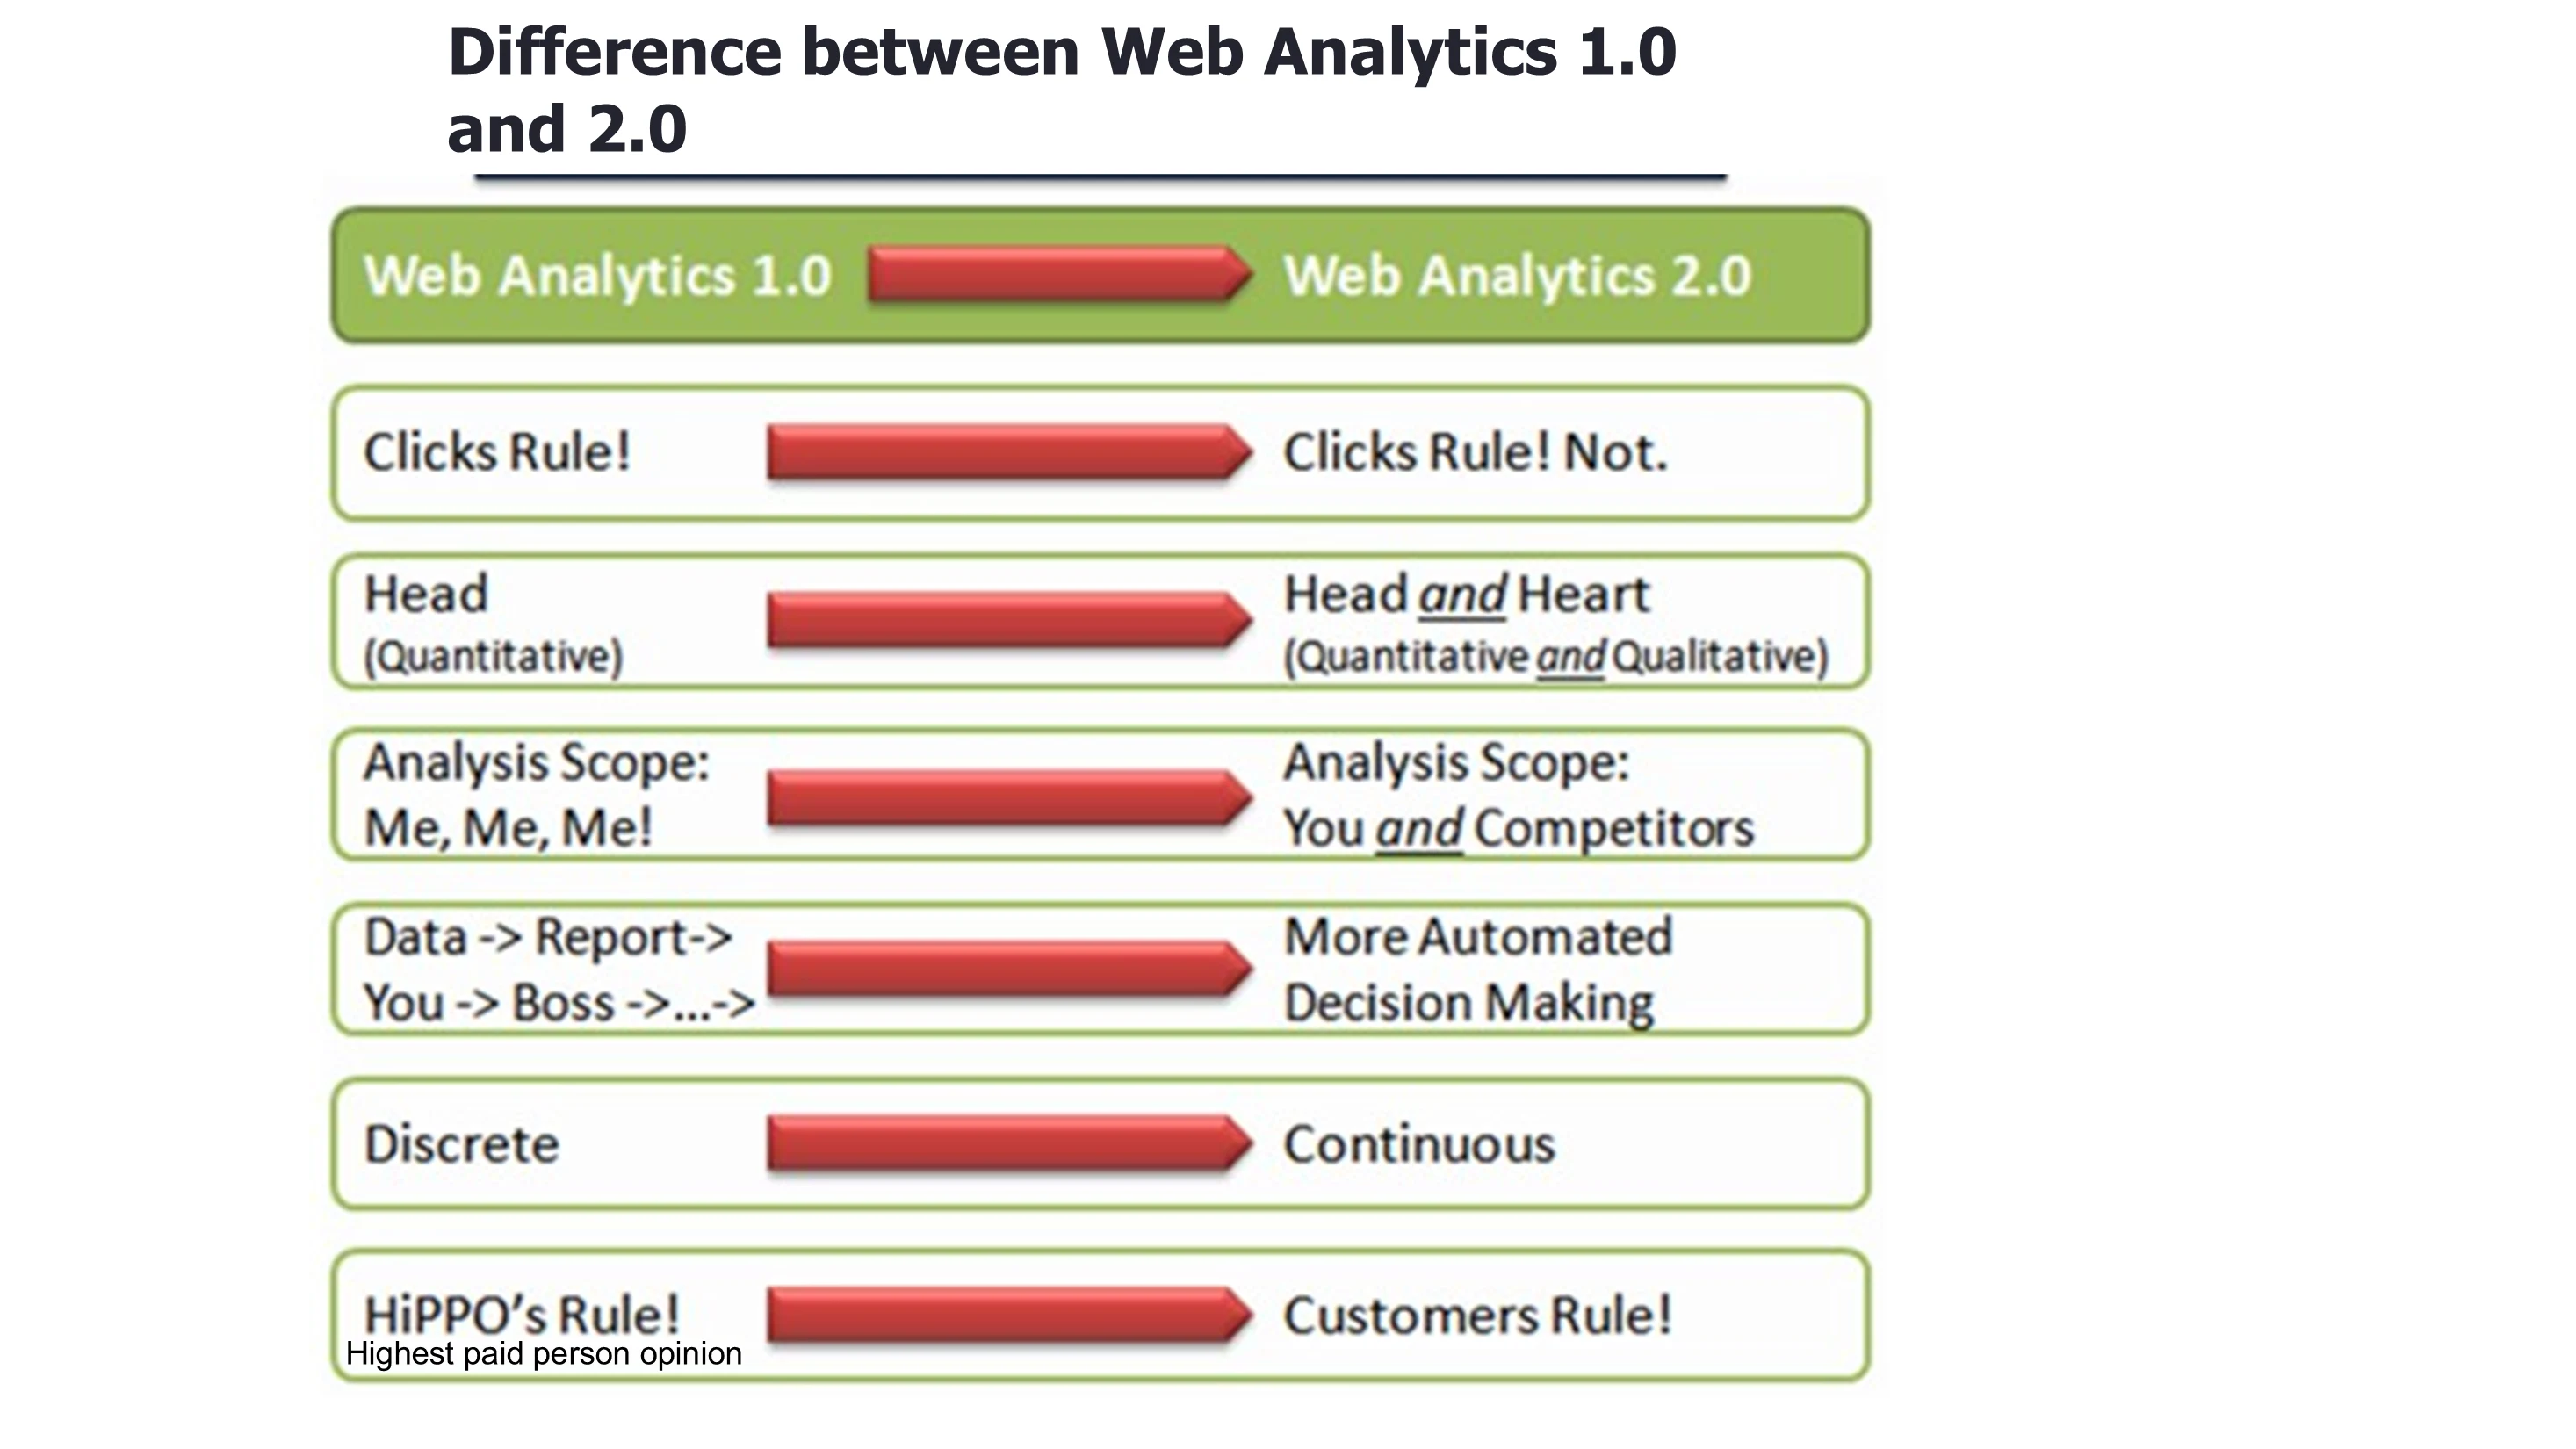 Difference between Web Analytics 1.0
and 2.0
Web Analytics 1.0 Web Analytics 2.0
Clicks Rule! Clicks Rule! Not.
Head Head and Heart
(Quantitative) (Quantitative and Qualitative)
Analysis Scope: Analysis Scope:
Me, Me, Me! You and Competitors
Data -> Report-> More Automated
You -> Boss ->...-> Decision Making
Discrete Continuous
HiPPO’s Rule! Customers Rule!
Highest paid person opinion